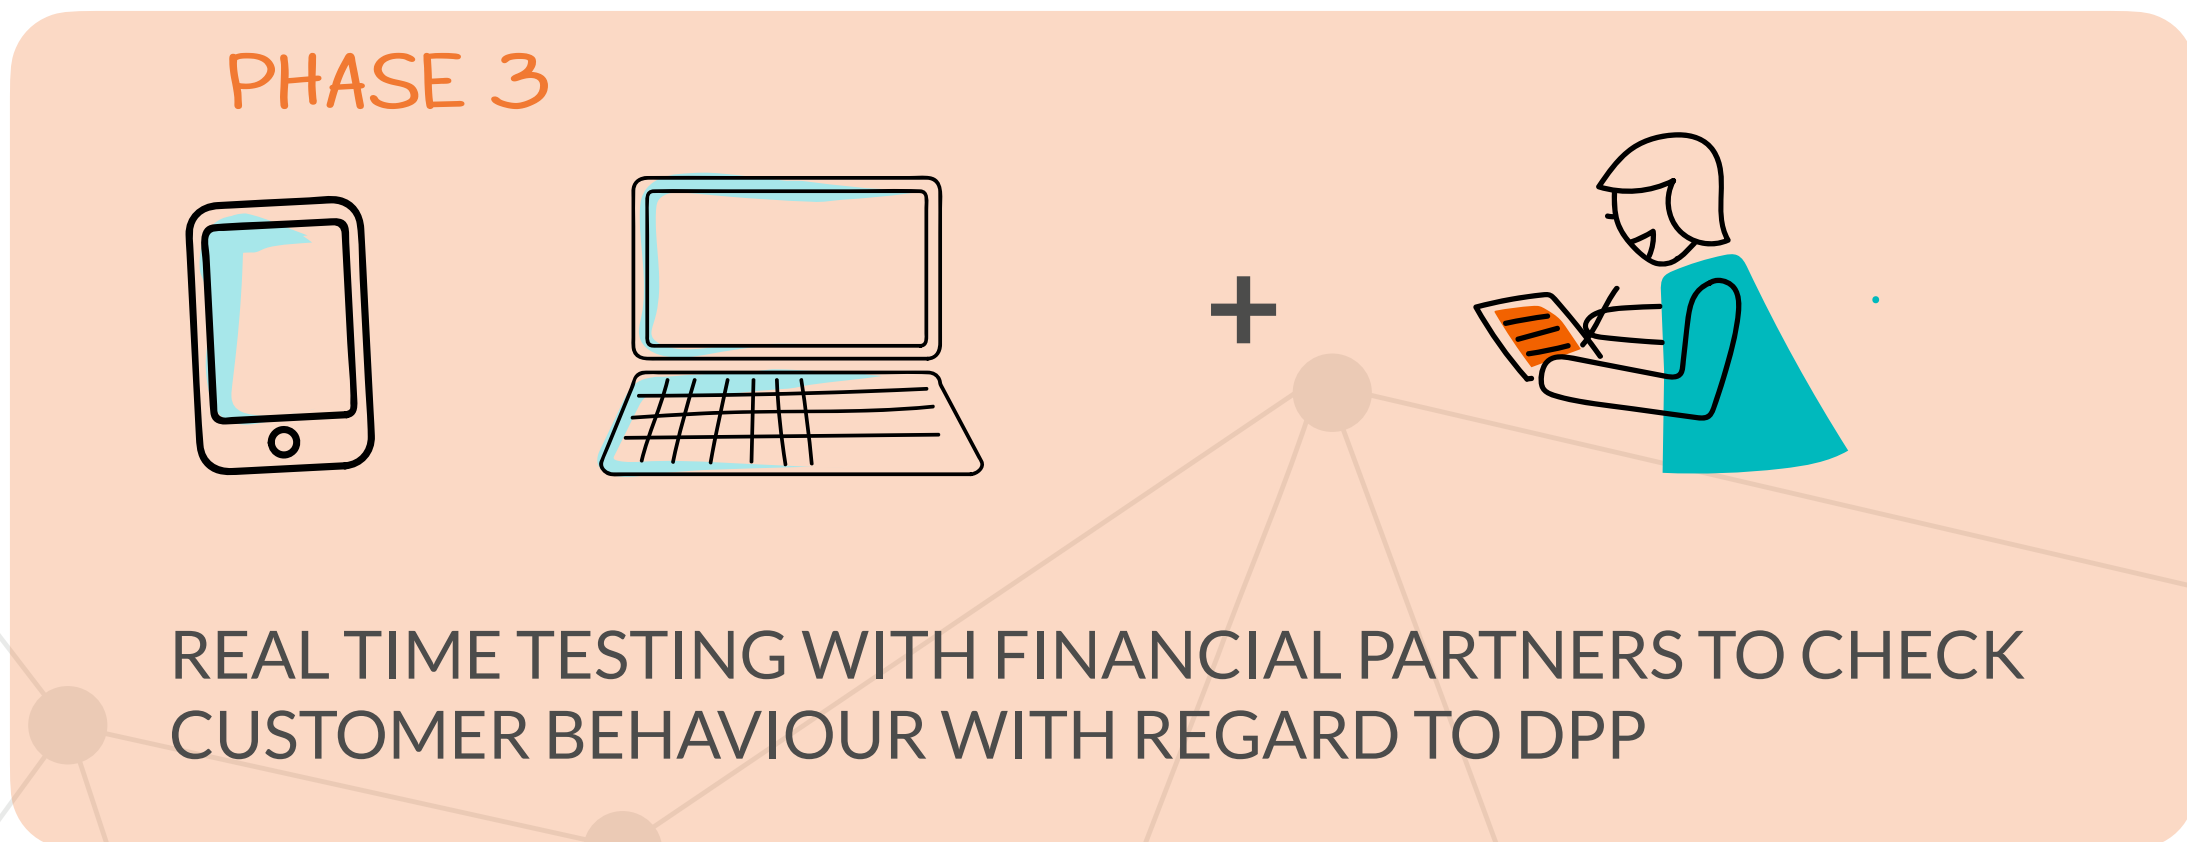 PHASE 3
+
REAL TIME TESTING WITH FINANCIAL PARTNERS TO CHECK
CUSTOMER BEHAVIOUR WITH REGARD TO DPP